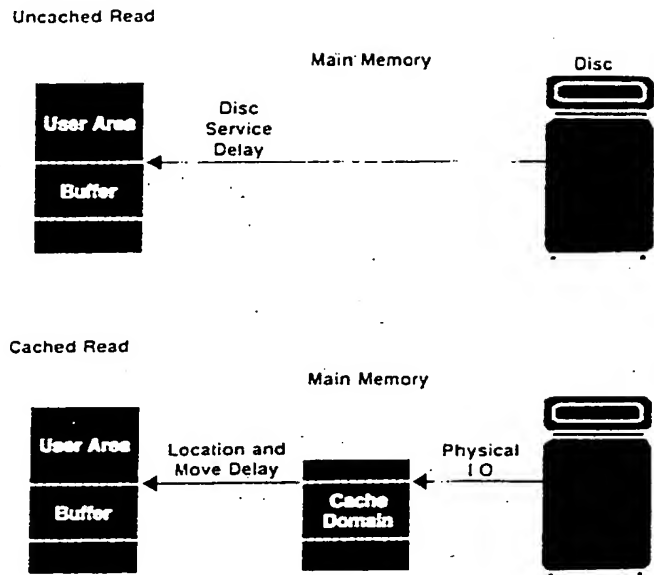 Uncached Read
Main Memory
Disc
User Area
Disc
Service
Delay
Buffer
Cached Read
Main Memory
User Area
Location and
Move Delay
Physical
I O
Buffer
Cache
Domain